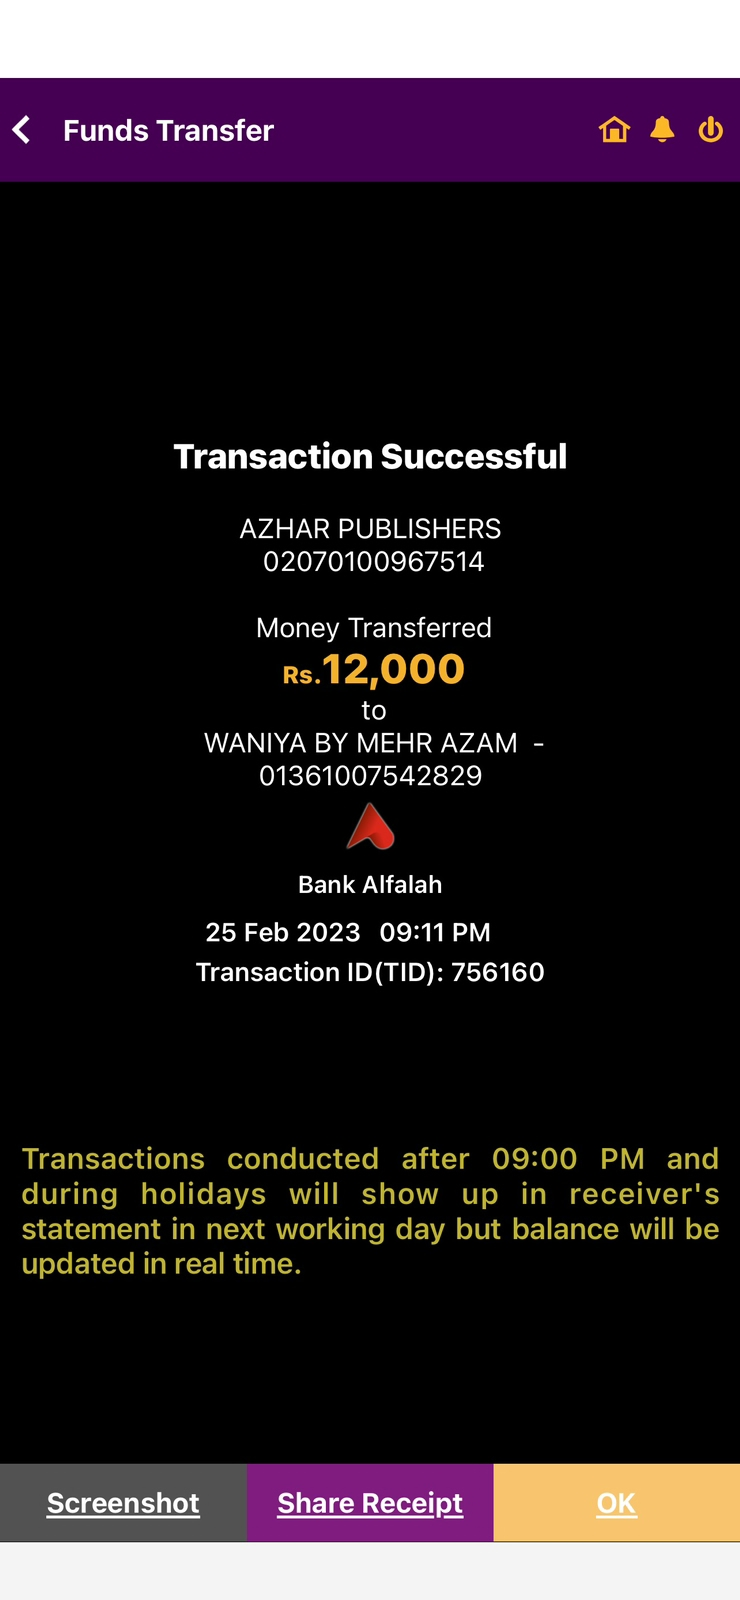 Funds Transfer
Transaction Successful
AZHAR PUBLISHERS
02070100967514
Money Transferred
Rs.12,000
to
WANIYA BY MEHR AZAM -
01361007542829
Bank Alfalah
25 Feb 2023 09:11 PM
Transaction ID(TID): 756160
Transactions conducted after 09:00 PM and
during holidays will show up in receiver's
statement in next working day but balance will be
updated in real time.
Screenshot
Share Receipt
OK